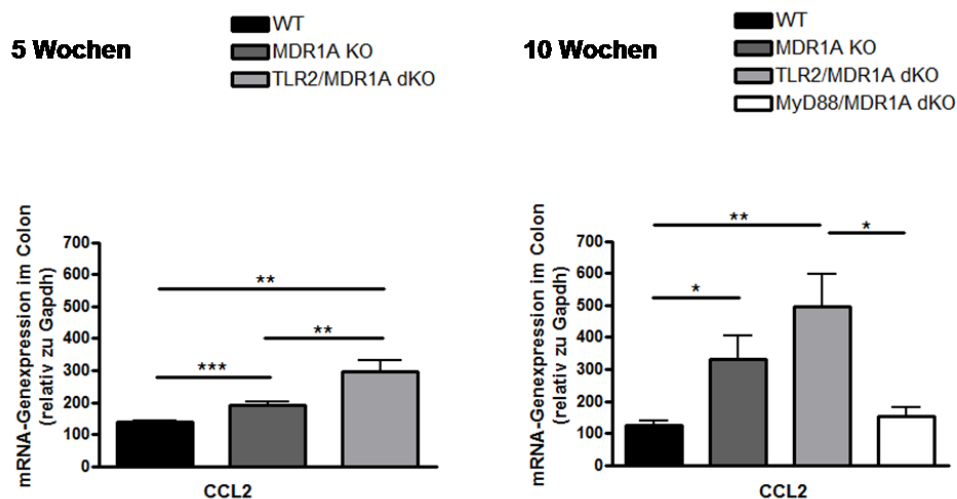 5 Wochen
WT
MDR1A KO
TLR2/MDR1A dKO
mRNA-Genexpression im Colon
(relativ zu Gapdh)
700
600
500
400
300
200
100
0
**
**
***
CCL2
10 Wochen
WT
MDR1A KO
TLR2/MDR1A dKO
MyD88/MDR1A dKO
mRNA-Genexpression im Colon
(relativ zu Gapdh)
700
600
500
400
300
200
100
0
**
*
*
CCL2